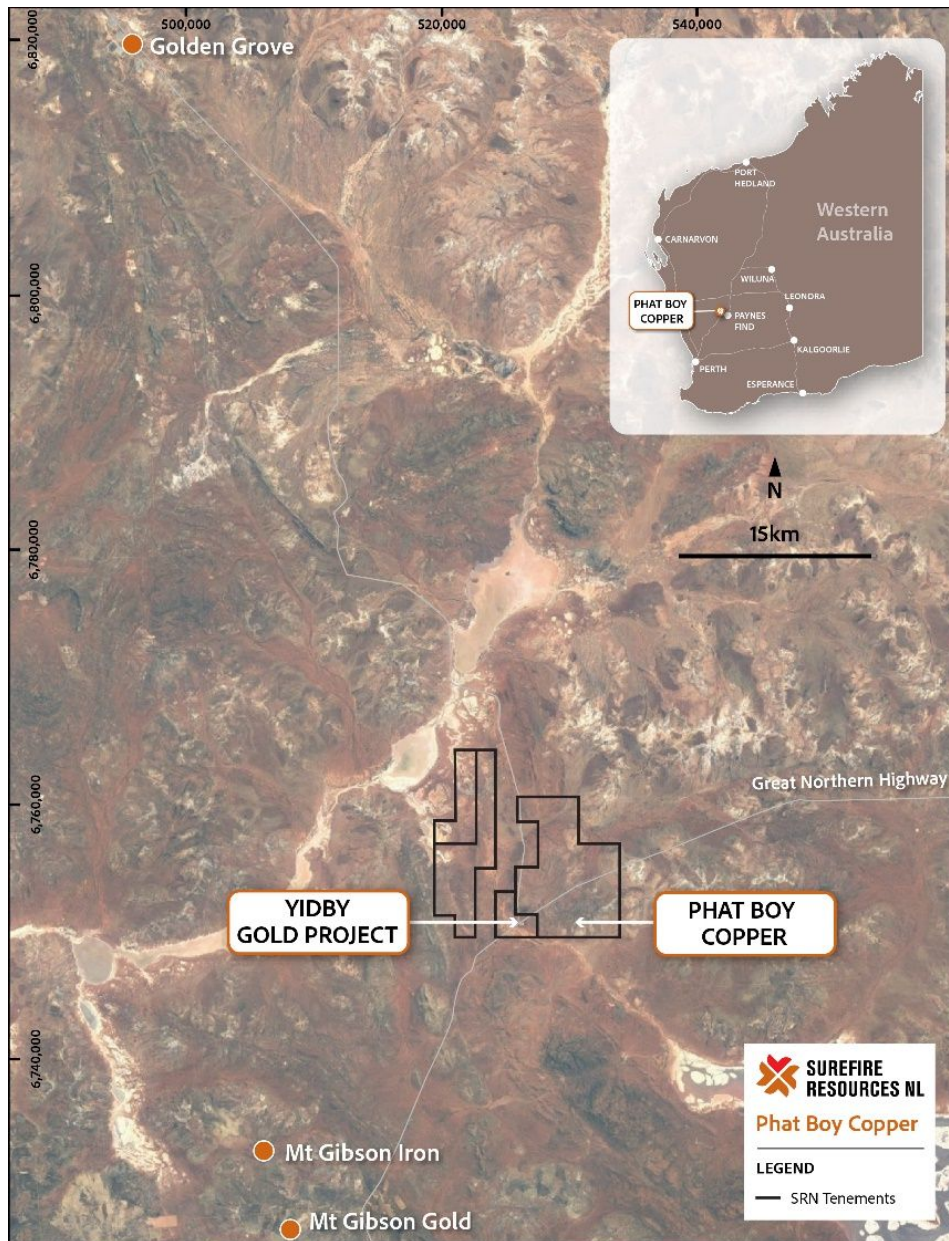 500,000
520,000
540,000
6,820,000
Golden Grove
PORT
HEDLAND
Western
Australia
CARNARVON
WILUNA
6,800,000
LEONORA
PHAT BOY
COPPER
PAYNES
FIND
KALGOORLIE
PERTH
ESPERANCE
N
15km
6,780,000
Great Northern Highway
6,760,000
YIDBY
GOLD PROJECT
PHAT BOY
COPPER
6,740,000
SUREFIRE
RESOURCES NL
Phat Boy Copper
LEGEND
SRN Tenements
Mt Gibson Iron
Mt Gibson Gold